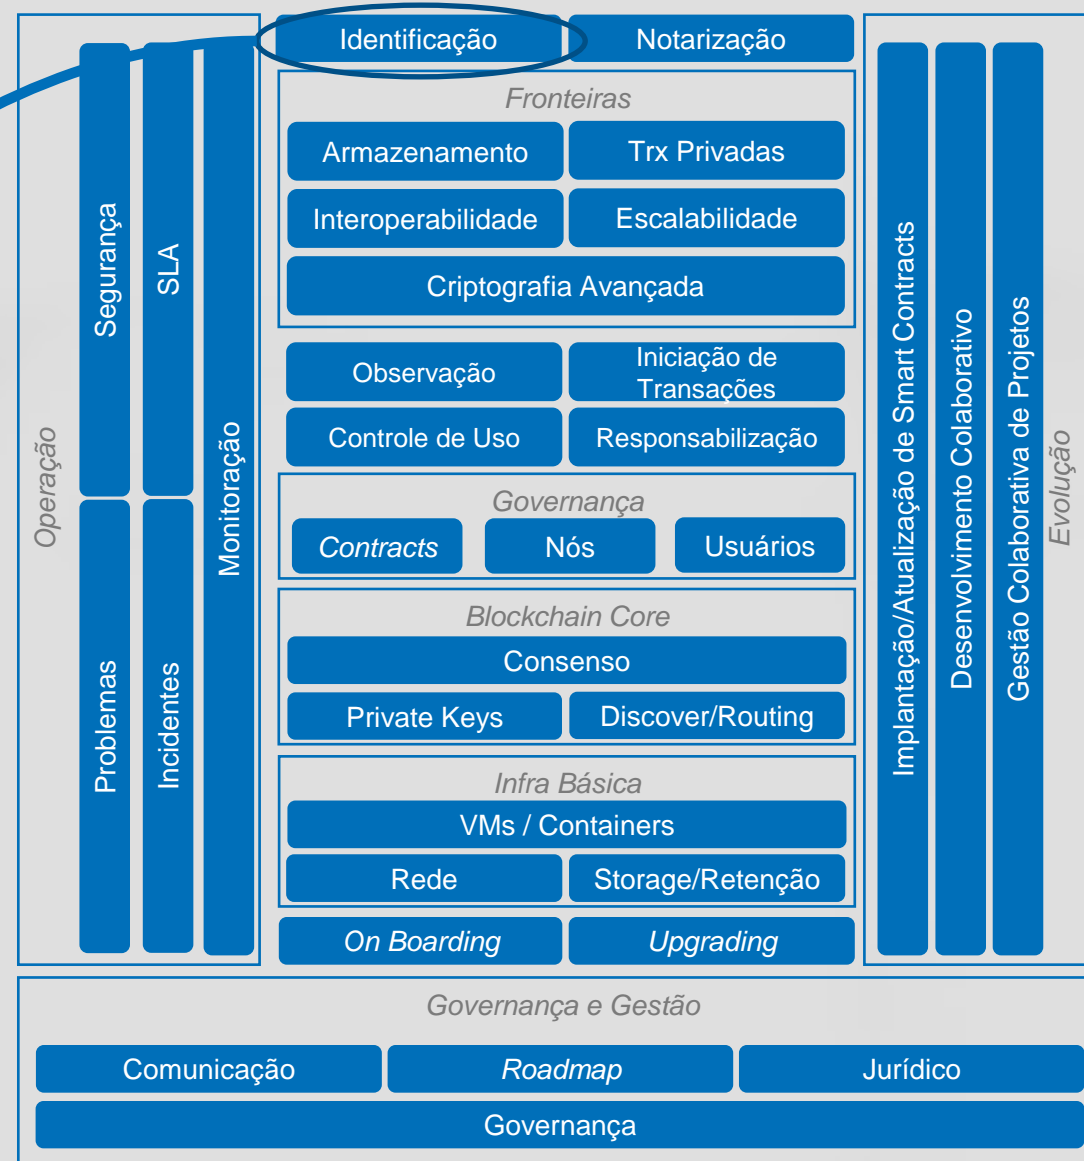 Operação
Segurança
SLA
Monitoração
Problemas
Incidentes
Identificação
Notarização
Fronteiras
Armazenamento
Trx Privadas
Interoperabilidade
Escalabilidade
Criptografia Avançada
Observação
Iniciação de
Transações
Controle de Uso
Responsabilização
Governança
Contracts
Nós
Usuários
Blockchain Core
Consenso
Private Keys
Discover/Routing
Infra Básica
VMs / Containers
Rede
Storage/Retenção
On Boarding
Upgrading
Implantação/Atualização de Smart Contracts
Desenvolvimento Colaborativo
Gestão Colaborativa de Projetos
Evolução
Governança e Gestão
Comunicação
Roadmap
Jurídico
Governança